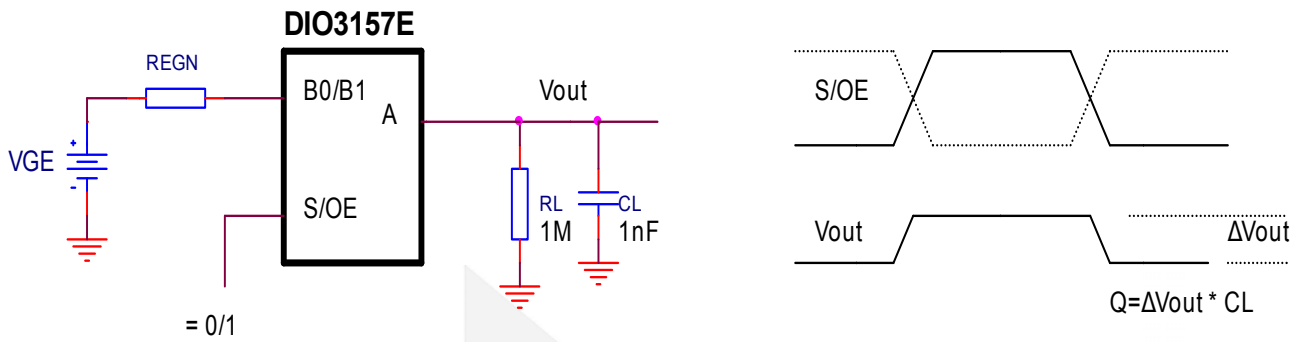 DIO3157E
REGN
B0/B1
A
Vout
VGE
+
-
S/OE
RL
1M
CL
1nF
= 0/1
S/OE
Vout
ΔVout
Q=ΔVout * CL